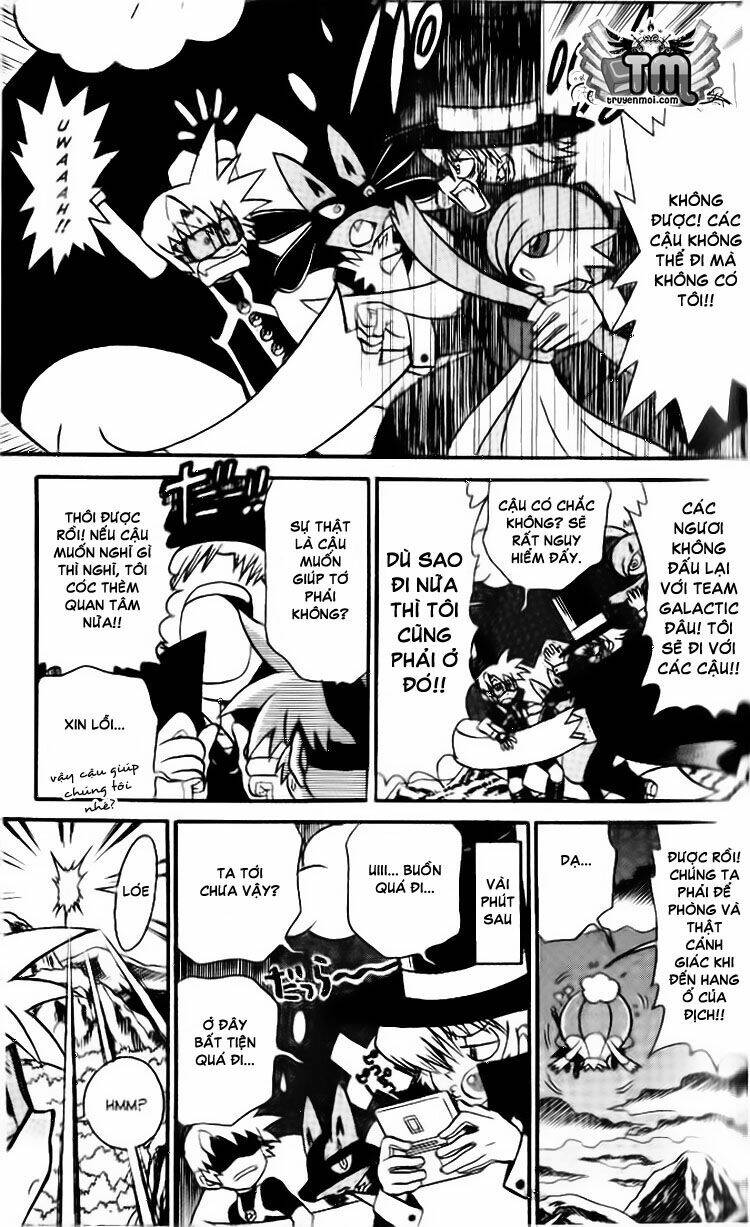 TM
truyenmoi.com
KHÔNG
ĐƯỢC! CÁC
CẬU KHÔNG
THỂ ĐI MÀ
KHÔNG CÓ
TÔI!!
UWAAAH!!
CÁC
NGƯƠI
KHÔNG
ĐẤU LẠI
VỚI TEAM
GALACTIC
ĐÂU! TÔI
SẼ ĐI VỚI
CÁC CẬU!!
CẬU CÓ CHẮC
KHÔNG? SẼ
RẤT NGUY
HIỂM ĐẤY.
DÙ SAO
ĐI NỮA
THÌ TÔI
CŨNG
PHẢI Ở
ĐÓ!!
SỰ THẬT
LÀ CẬU
MUỐN
GIÚP TỚ
PHẢI
KHÔNG?
THÔI ĐƯỢC
RỒI! NẾU CẬU
MUỐN NGHĨ GÌ
THÌ NGHĨ, TÔI
CÓC THÈM
QUAN TÂM
NỮA!!
XIN LỖI...
vậy cậu giúp
chúng tôi
nhé?
ĐƯỢC RỒI!
CHÚNG TA
PHẢI ĐỀ
PHÒNG VÀ
THẬT
CẢNH
GIÁC KHI
ĐẾN HANG
Ổ CỦA
ĐỊCH!!
DẠ...
VÀI
PHÚT
SAU
UIII... BUỒN
QUÁ ĐI...
TA TỚI
CHƯA VẬY?
Ở ĐÂY
BẤT TIỆN
QUÁ ĐI...
LÓE
HMM?